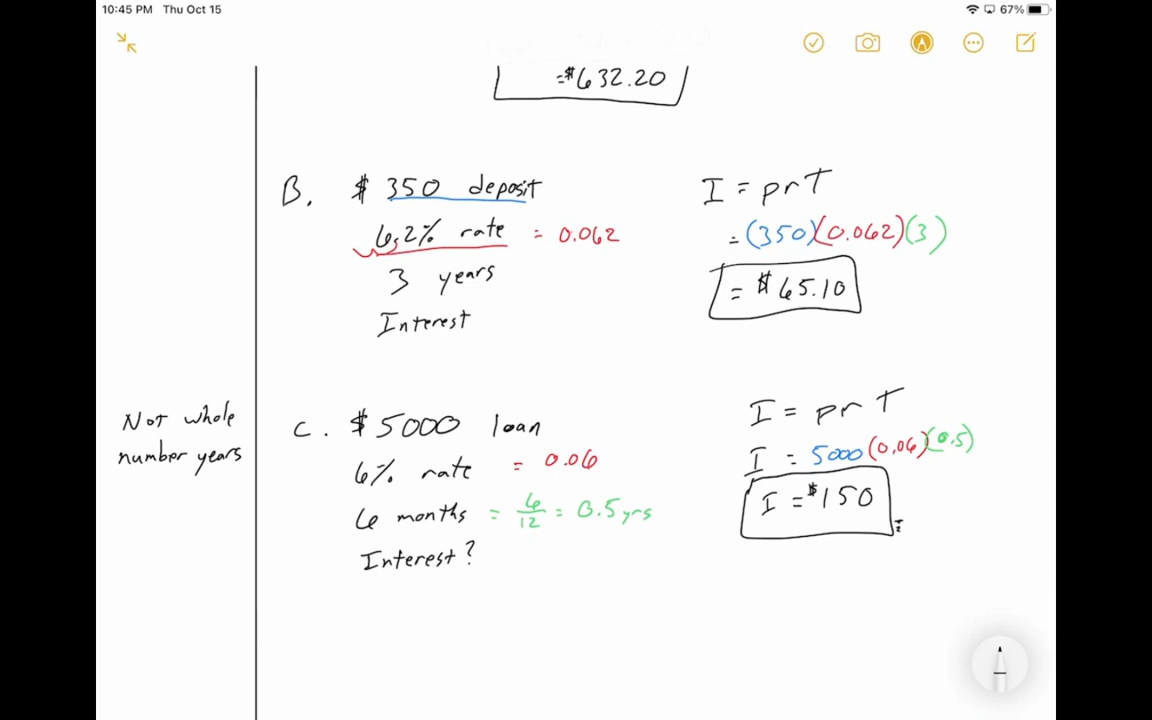 10:45 PM Thu Oct 15
67%
=$632.20
B. $ 350 deposit
6.2% rate = 0.062
3 years
Interest
I = prT
= (350)(0.062)(3)
= $65.10
Not whole
number years
C. $5000 loan
6% rate = 0.06
6 months = 6/12 = 0.5yrs
Interest?
I = prT
I = 5000(0.06)(0.5)
I = $150